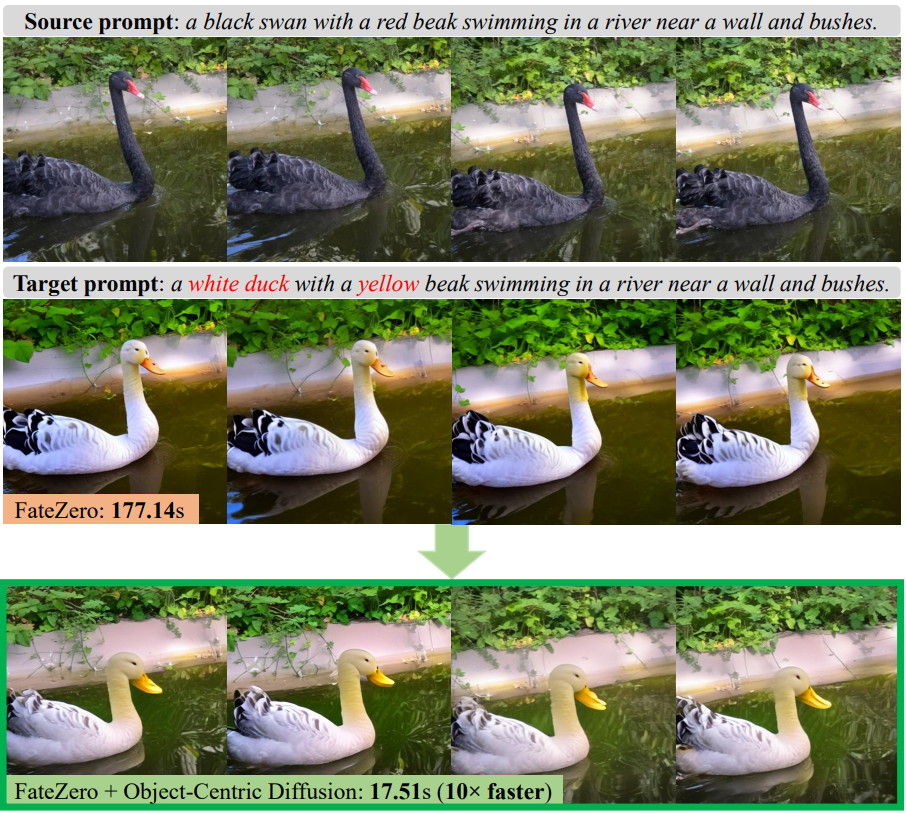 Source prompt: a black swan with a red beak swimming in a river near a wall and bushes.
Target prompt: a white duck with a yellow beak swimming in a river near a wall and bushes.
FateZero: 177.14s
FateZero + Object-Centric Diffusion: 17.51s (10× faster)